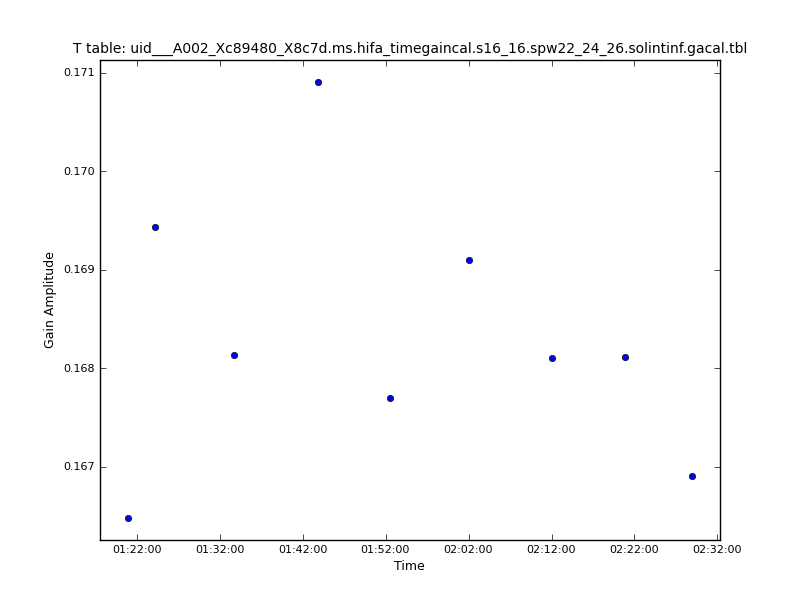 T table: uid___A002_Xc89480_X8c7d.ms.hifa_timegaincal.s16_16.spw22_24_26.solintinf.gacal.tbl
0.171
0.170
0.169
0.168
0.167
Gain Amplitude
01:22:00 01:32:00 01:42:00 01:52:00 02:02:00 02:12:00 02:22:00 02:32:00
Time